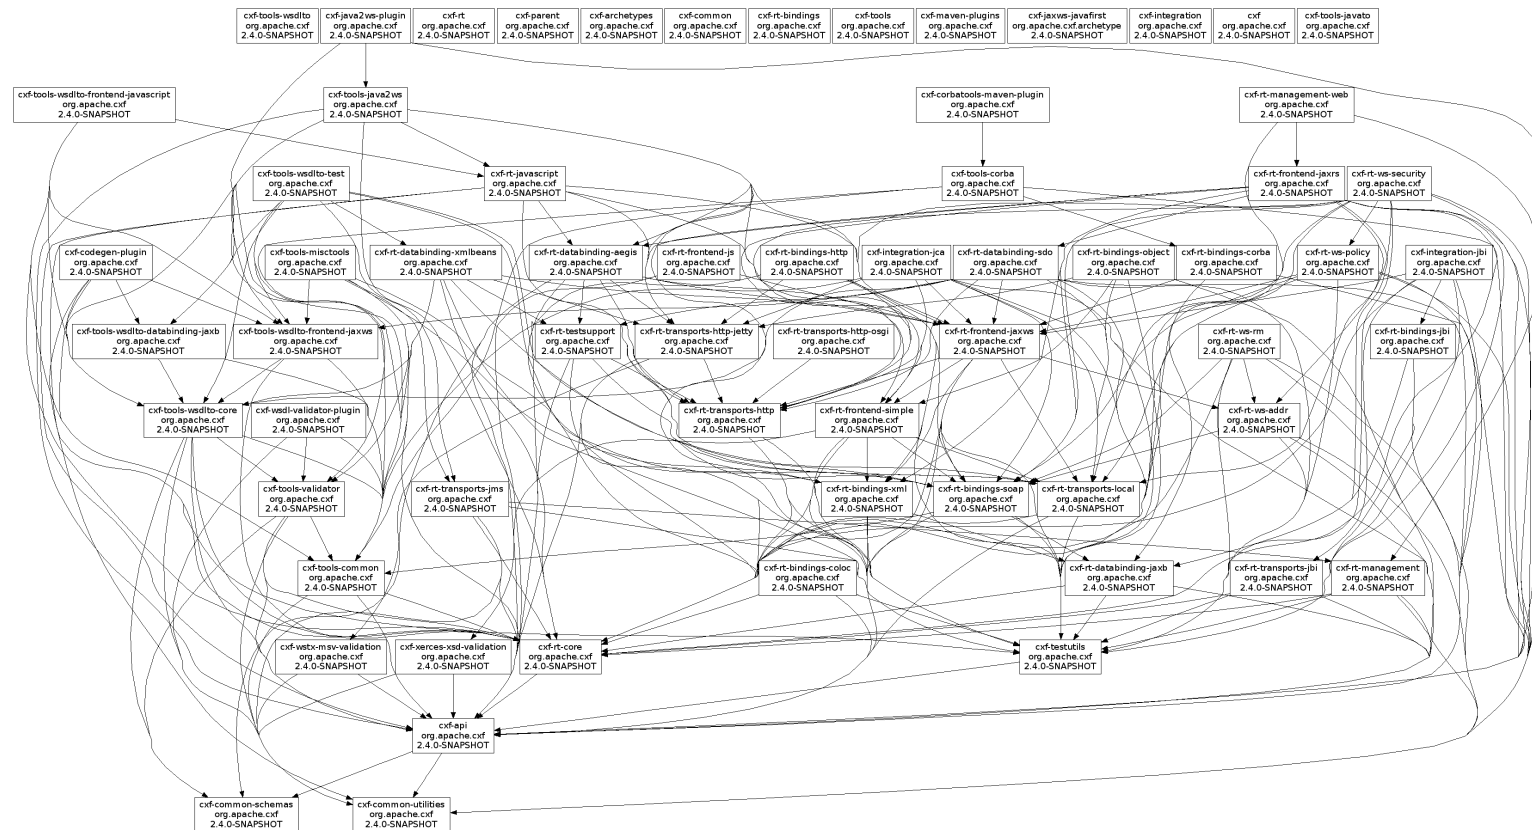 cxf-tools-wsdlto
org.apache.cxf
2.4.0-SNAPSHOT
cxf-java2ws-plugin
org.apache.cxf
2.4.0-SNAPSHOT
cxf-rt
org.apache.cxf
2.4.0-SNAPSHOT
cxf-parent
org.apache.cxf
2.4.0-SNAPSHOT
cxf-archetypes
org.apache.cxf
2.4.0-SNAPSHOT
cxf-common
org.apache.cxf
2.4.0-SNAPSHOT
cxf-rt-bindings
org.apache.cxf
2.4.0-SNAPSHOT
cxf-tools
org.apache.cxf
2.4.0-SNAPSHOT
cxf-maven-plugins
org.apache.cxf
2.4.0-SNAPSHOT
cxf-jaxws-javafirst
org.apache.cxf.archetype
2.4.0-SNAPSHOT
cxf-integration
org.apache.cxf
2.4.0-SNAPSHOT
cxf
org.apache.cxf
2.4.0-SNAPSHOT
cxf-tools-javato
org.apache.cxf
2.4.0-SNAPSHOT
cxf-tools-wsdlto-frontend-javascript
org.apache.cxf
2.4.0-SNAPSHOT
cxf-tools-java2ws
org.apache.cxf
2.4.0-SNAPSHOT
cxf-corbatools-maven-plugin
org.apache.cxf
2.4.0-SNAPSHOT
cxf-rt-management-web
org.apache.cxf
2.4.0-SNAPSHOT
cxf-tools-wsdlto-test
org.apache.cxf
2.4.0-SNAPSHOT
cxf-rt-javascript
org.apache.cxf
2.4.0-SNAPSHOT
cxf-tools-corba
org.apache.cxf
2.4.0-SNAPSHOT
cxf-rt-frontend-jaxrs
org.apache.cxf
2.4.0-SNAPSHOT
cxf-rt-ws-security
org.apache.cxf
2.4.0-SNAPSHOT
cxf-codegen-plugin
org.apache.cxf
2.4.0-SNAPSHOT
cxf-tools-misctools
org.apache.cxf
2.4.0-SNAPSHOT
cxf-rt-databinding-xmlbeans
org.apache.cxf
2.4.0-SNAPSHOT
cxf-rt-databinding-aegis
org.apache.cxf
2.4.0-SNAPSHOT
cxf-rt-frontend-js
org.apache.cxf
2.4.0-SNAPSHOT
cxf-rt-bindings-http
org.apache.cxf
2.4.0-SNAPSHOT
cxf-integration-jca
org.apache.cxf
2.4.0-SNAPSHOT
cxf-rt-databinding-sdo
org.apache.cxf
2.4.0-SNAPSHOT
cxf-rt-bindings-object
org.apache.cxf
2.4.0-SNAPSHOT
cxf-rt-bindings-corba
org.apache.cxf
2.4.0-SNAPSHOT
cxf-rt-ws-policy
org.apache.cxf
2.4.0-SNAPSHOT
cxf-integration-jbi
org.apache.cxf
2.4.0-SNAPSHOT
cxf-tools-wsdlto-databinding-jaxb
org.apache.cxf
2.4.0-SNAPSHOT
cxf-tools-wsdlto-frontend-jaxws
org.apache.cxf
2.4.0-SNAPSHOT
cxf-rt-testsupport
org.apache.cxf
2.4.0-SNAPSHOT
cxf-rt-transports-http-jetty
org.apache.cxf
2.4.0-SNAPSHOT
cxf-rt-transports-http-osgi
org.apache.cxf
2.4.0-SNAPSHOT
cxf-rt-frontend-jaxws
org.apache.cxf
2.4.0-SNAPSHOT
cxf-rt-ws-rm
org.apache.cxf
2.4.0-SNAPSHOT
cxf-rt-bindings-jbi
org.apache.cxf
2.4.0-SNAPSHOT
cxf-tools-wsdlto-core
org.apache.cxf
2.4.0-SNAPSHOT
cxf-wsdl-validator-plugin
org.apache.cxf
2.4.0-SNAPSHOT
cxf-rt-transports-http
org.apache.cxf
2.4.0-SNAPSHOT
cxf-rt-frontend-simple
org.apache.cxf
2.4.0-SNAPSHOT
cxf-rt-ws-addr
org.apache.cxf
2.4.0-SNAPSHOT
cxf-tools-validator
org.apache.cxf
2.4.0-SNAPSHOT
cxf-rt-transports-jms
org.apache.cxf
2.4.0-SNAPSHOT
cxf-rt-bindings-xml
org.apache.cxf
2.4.0-SNAPSHOT
cxf-rt-bindings-soap
org.apache.cxf
2.4.0-SNAPSHOT
cxf-rt-transports-local
org.apache.cxf
2.4.0-SNAPSHOT
cxf-tools-common
org.apache.cxf
2.4.0-SNAPSHOT
cxf-rt-bindings-coloc
org.apache.cxf
2.4.0-SNAPSHOT
cxf-rt-databinding-jaxb
org.apache.cxf
2.4.0-SNAPSHOT
cxf-rt-transports-jbi
org.apache.cxf
2.4.0-SNAPSHOT
cxf-rt-management
org.apache.cxf
2.4.0-SNAPSHOT
cxf-wstx-msv-validation
org.apache.cxf
2.4.0-SNAPSHOT
cxf-xerces-xsd-validation
org.apache.cxf
2.4.0-SNAPSHOT
cxf-rt-core
org.apache.cxf
2.4.0-SNAPSHOT
cxf-testutils
org.apache.cxf
2.4.0-SNAPSHOT
cxf-api
org.apache.cxf
2.4.0-SNAPSHOT
cxf-common-schemas
org.apache.cxf
2.4.0-SNAPSHOT
cxf-common-utilities
org.apache.cxf
2.4.0-SNAPSHOT